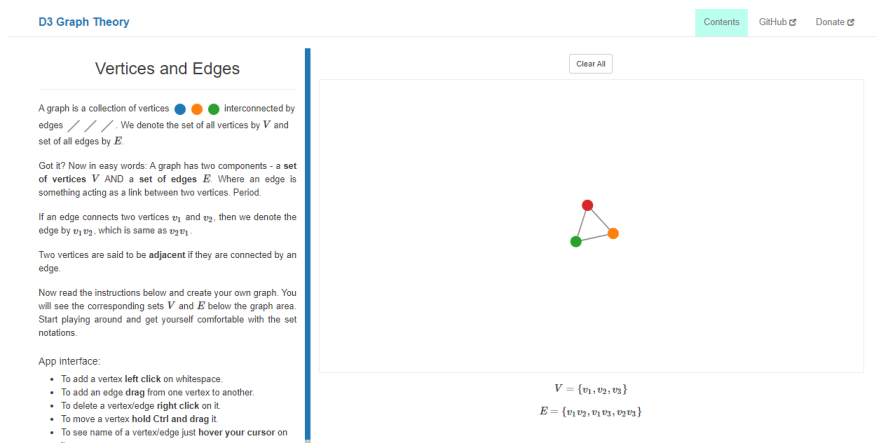 D3 Graph Theory
Contents
GitHub
Donate
Vertices and Edges
A graph is a collection of vertices interconnected by
edges . We denote the set of all vertices by V and
set of all edges by E.
Got it? Now in easy words: A graph has two components - a set
of vertices V AND a set of edges E. Where an edge is
something acting as a link between two vertices. Period.
If an edge connects two vertices v₁ and v₂, then we denote the
edge by v₁v₂, which is same as v₂v₁.
Two vertices are said to be adjacent if they are connected by an
edge.
Now read the instructions below and create your own graph. You
will see the corresponding sets V and E below the graph area.
Start playing around and get yourself comfortable with the set
notations.
App interface:
• To add a vertex left click on whitespace.
• To add an edge drag from one vertex to another.
• To delete a vertex/edge right click on it.
• To move a vertex hold Ctrl and drag it.
• To see name of a vertex/edge just hover your cursor on
Clear All
V = {v₁, v₂, v₃}
E = {v₁v₂, v₁v₃, v₂v₃}